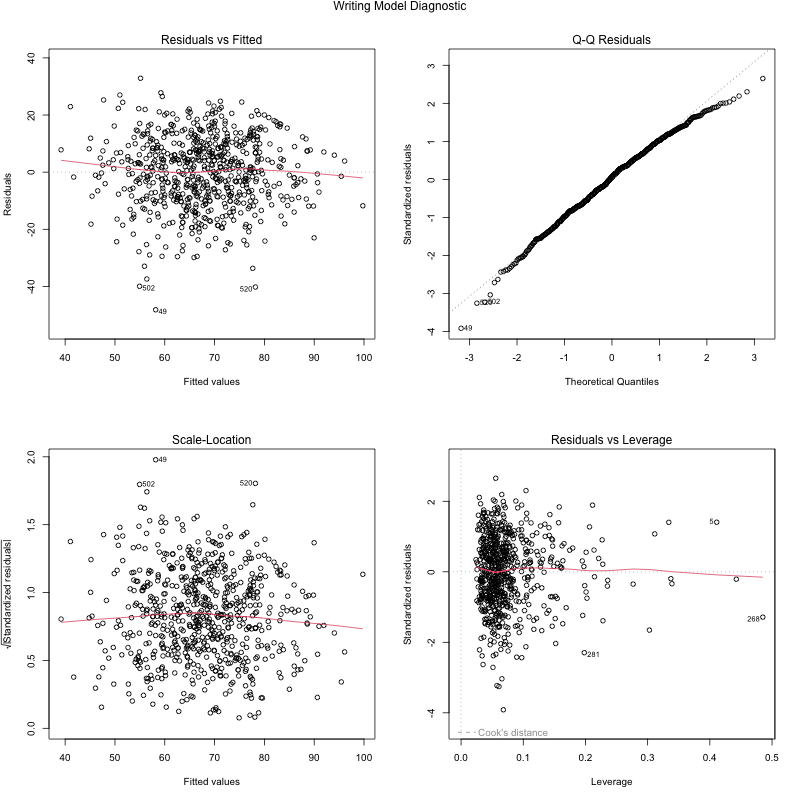 Writing Model Diagnostic
Residuals vs Fitted
Residuals
40
20
0
-20
-40
502
520
49
40 50 60 70 80 90 100
Fitted values
Q-Q Residuals
Standardized residuals
3
2
1
0
-1
-2
-3
-4
502
49
-3 -2 -1 0 1 2 3
Theoretical Quantiles
Scale-Location
√|Standardized residuals|
2.0
1.5
1.0
0.5
0.0
49
502
520
40 50 60 70 80 90 100
Fitted values
Residuals vs Leverage
Standardized residuals
2
0
-2
-4
5
268
281
Cook's distance
0.0 0.1 0.2 0.3 0.4 0.5
Leverage